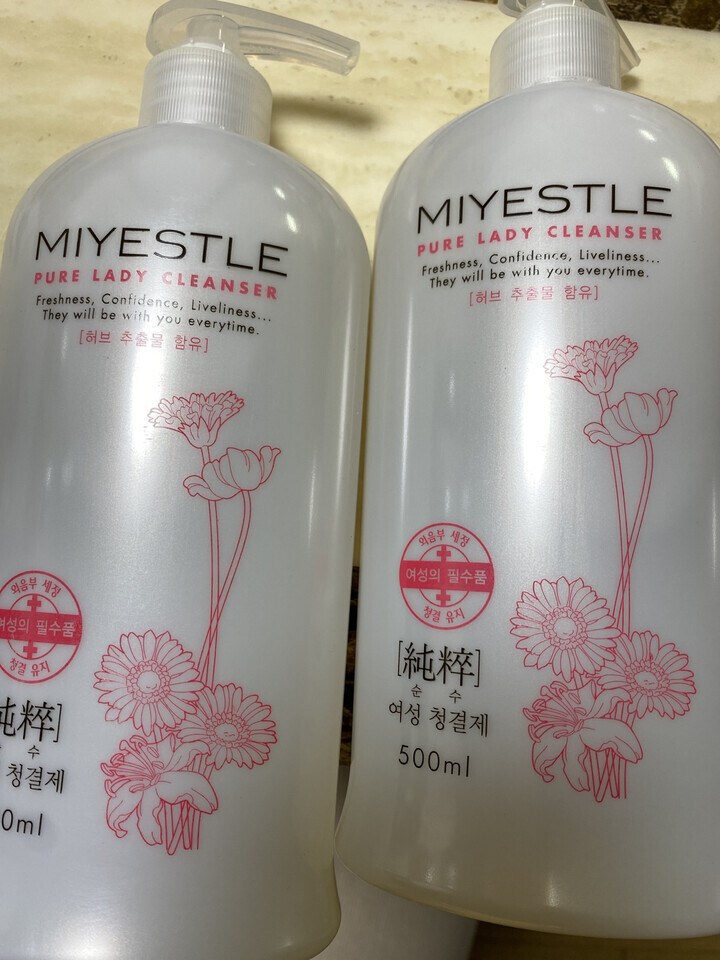 MIYESTLE
PURE LADY CLEANSER
Freshness, Confidence, Liveliness...
They will be with you everytime.
[허브 추출물 함유]
외음부 세정
여성의 필수품
청결 유지
純粹]
수
청결제
0ml
MIYESTLE
PURE LADY CLEANSER
Freshness, Confidence, Liveliness...
They will be with you everytime.
[허브 추출물 함유]
외음부 세정
여성의 필수품
청결 유지
[純粹]
순 수
여성 청결제
500ml